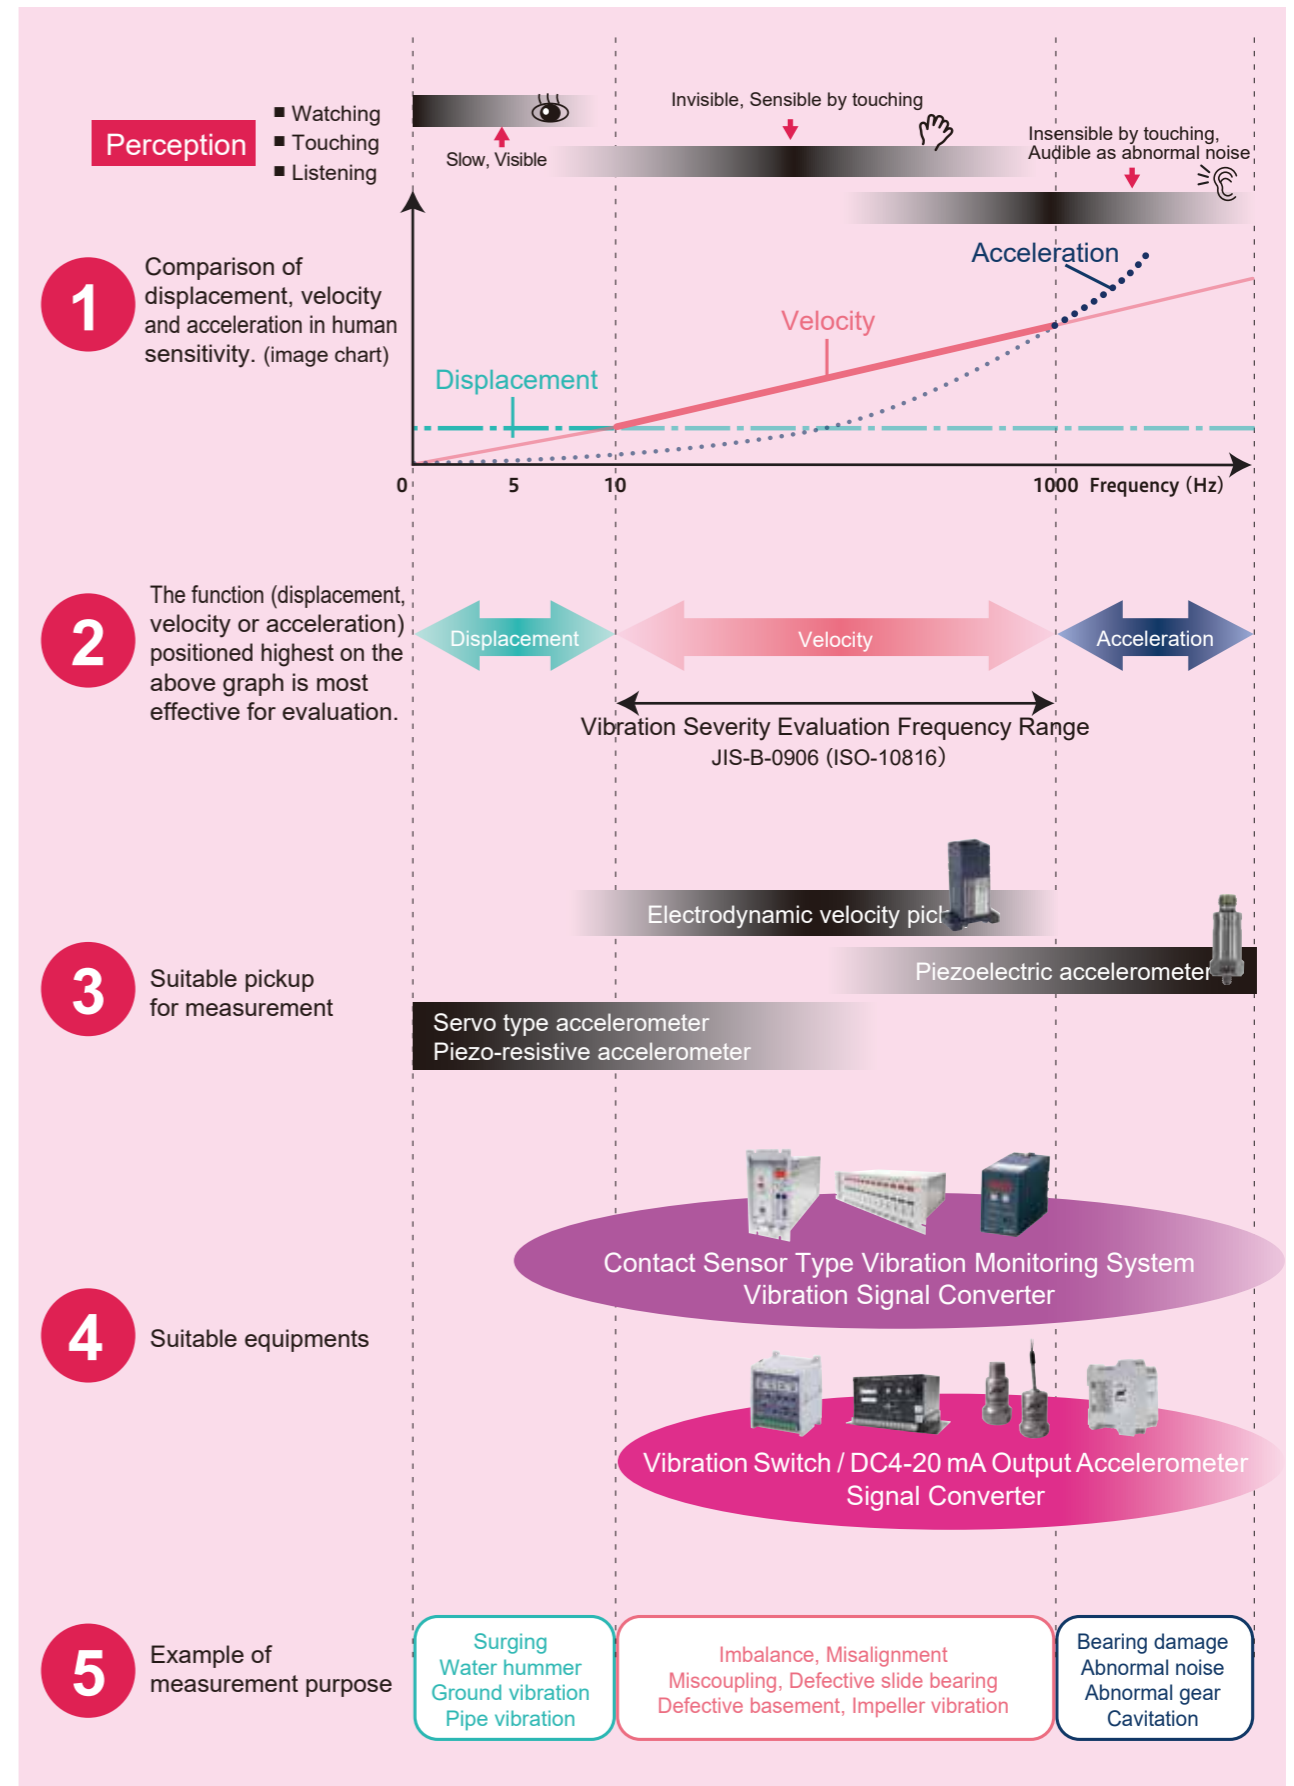 Perception
■ Watching
■ Touching
■ Listening
Slow, Visible
Invisible, Sensible by touching
Insensible by touching,
Audible as abnormal noise
1
Comparison of
displacement, velocity
and acceleration in human
sensitivity. (image chart)
Displacement
Velocity
Acceleration
0 5 10 1000 Frequency (Hz)
2
The function (displacement,
velocity or acceleration)
positioned highest on the
above graph is most
effective for evaluation.
Displacement
Velocity
Acceleration
Vibration Severity Evaluation Frequency Range
JIS-B-0906 (ISO-10816)
3
Suitable pickup
for measurement
Electrodynamic velocity
Piezoelectric accelerometer
Servo type accelerometer
Piezo-resistive accelerometer
4
Suitable equipments
Contact Sensor Type Vibration Monitoring System
Vibration Signal Converter
Vibration Switch / DC4-20 mA Output Accelerometer
Signal Converter
5
Example of
measurement purpose
Surging
Water hummer
Ground vibration
Pipe vibration
Imbalance, Misalignment
Miscoupling, Defective slide bearing
Defective basement, Impeller vibration
Bearing damage
Abnormal noise
Abnormal gear
Cavitation